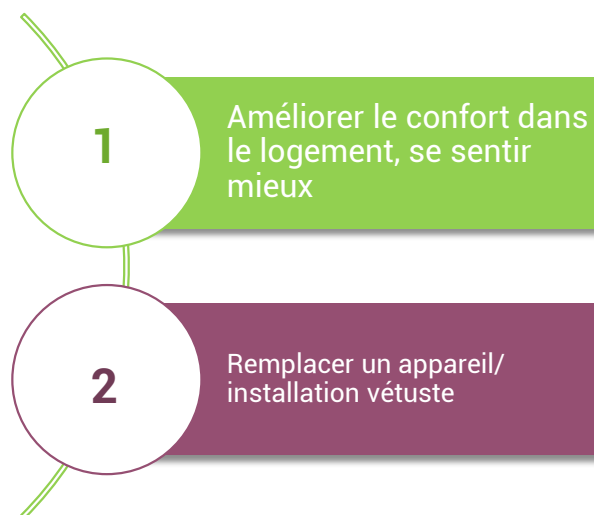 1
Améliorer le confort dans
le logement, se sentir
mieux
2
Remplacer un appareil/
installation vétuste